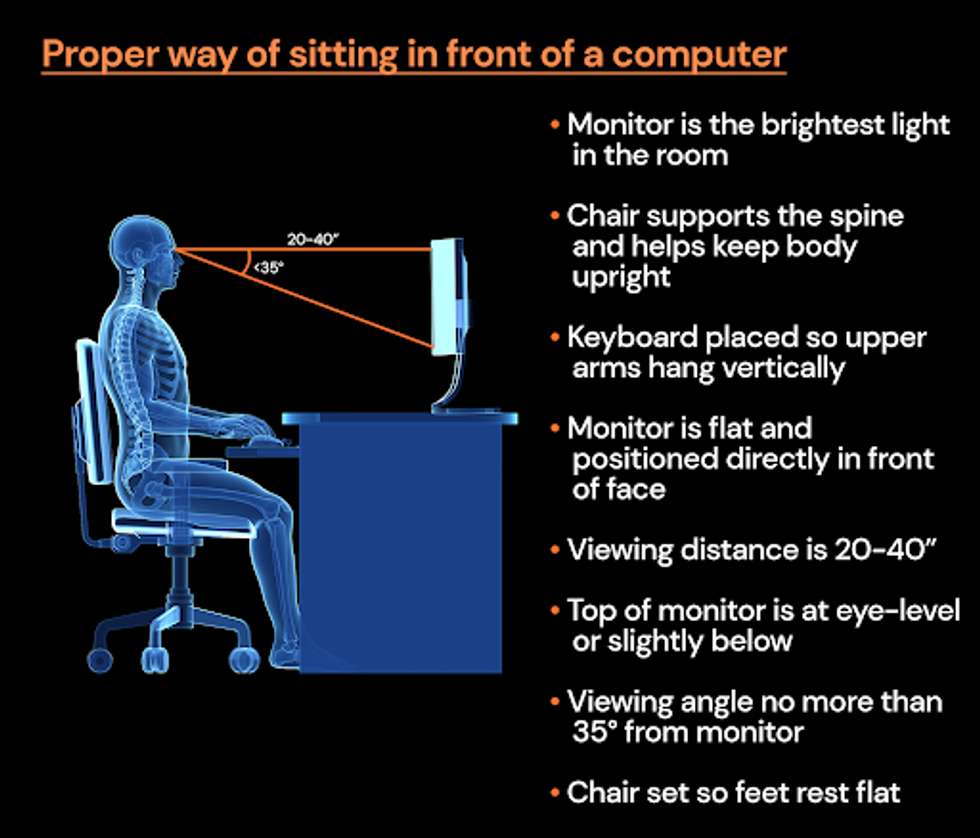 Proper way of sitting in front of a computer
20-40”
<35°
• Monitor is the brightest light
in the room
• Chair supports the spine
and helps keep body
upright
• Keyboard placed so upper
arms hang vertically
• Monitor is flat and
positioned directly in front
of face
• Viewing distance is 20-40”
• Top of monitor is at eye-level
or slightly below
• Viewing angle no more than
35° from monitor
• Chair set so feet rest flat